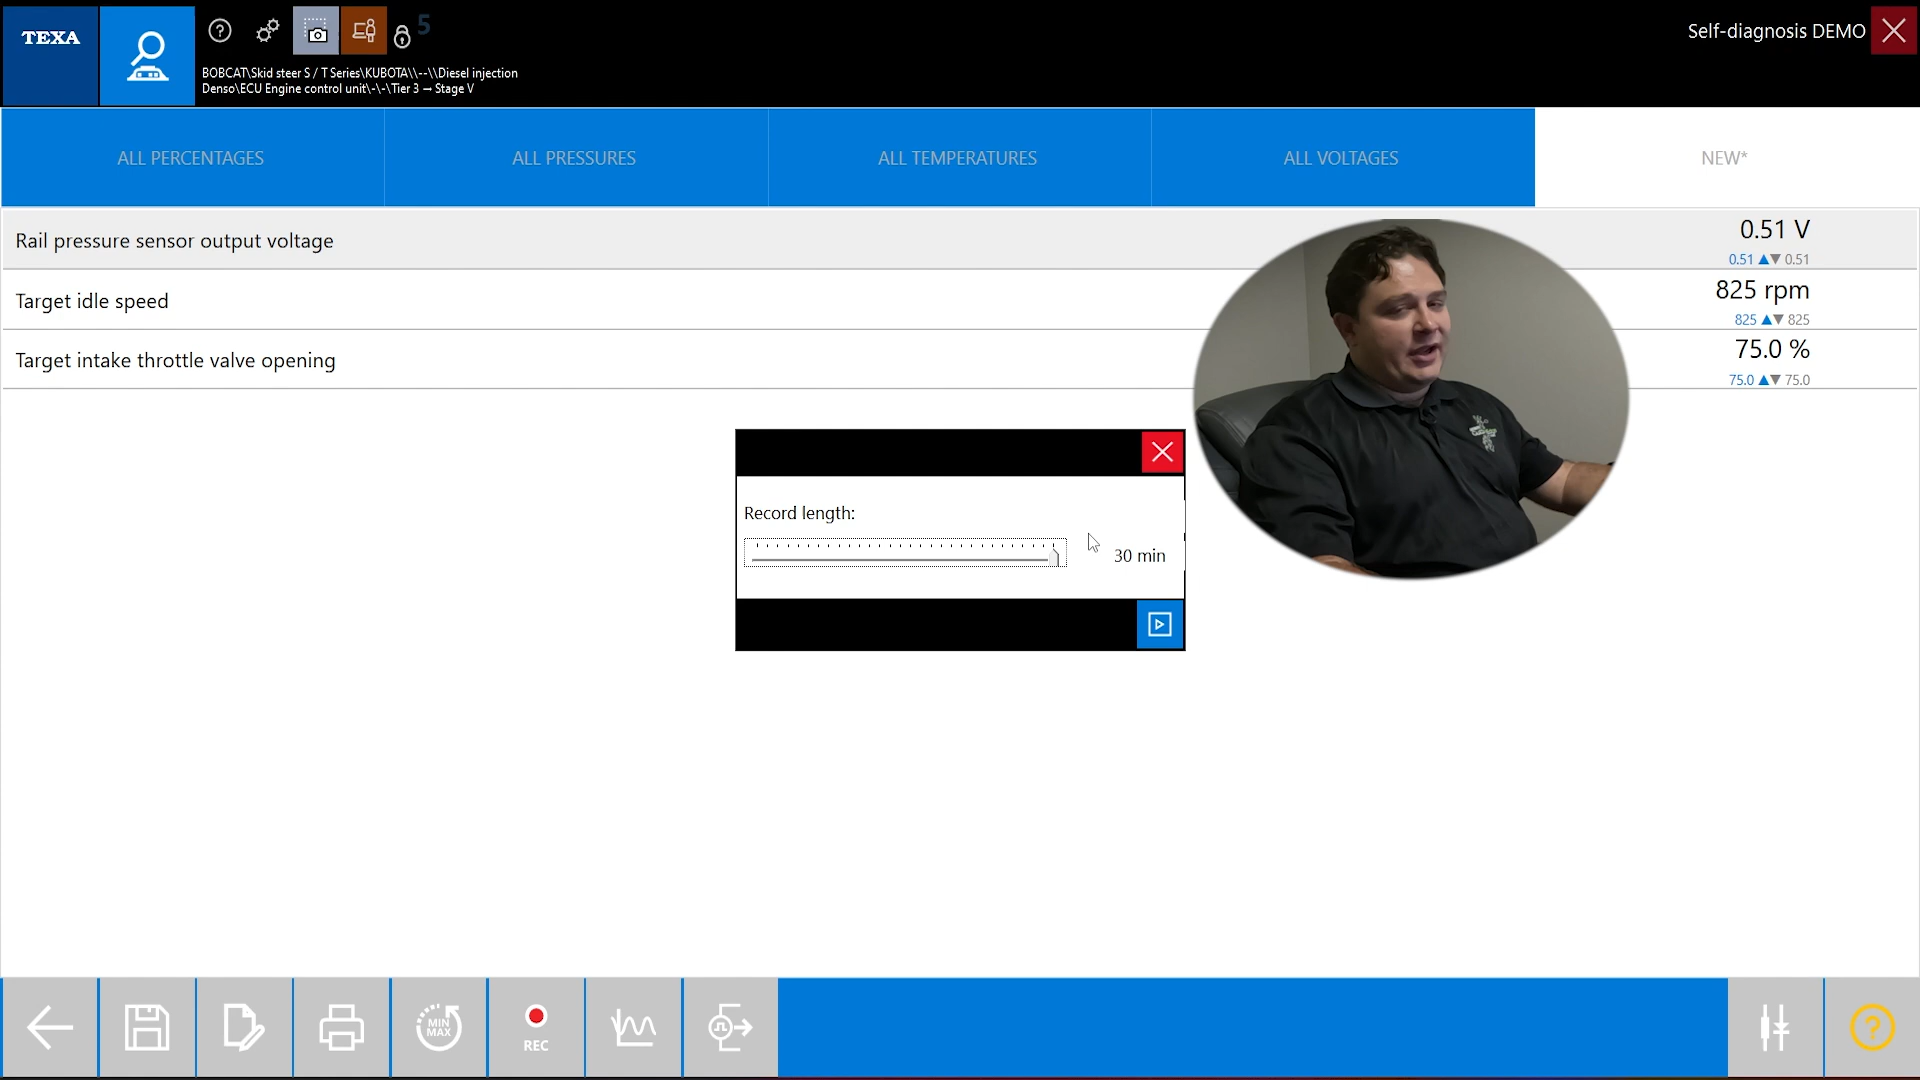 TEXA
5
Self-diagnosis DEMO
BOBCAT\Skid steer S / T Series\KUBOTA\\--\\Diesel injection
Denso\ECU Engine control unit\-\-\Tier 3 → Stage V
ALL PERCENTAGES
ALL PRESSURES
ALL TEMPERATURES
ALL VOLTAGES
NEW*
Rail pressure sensor output voltage
0.51 V
0.51 ▲▼ 0.51
Target idle speed
825 rpm
825 ▲▼ 825
Target intake throttle valve opening
75.0 %
75.0 ▲▼ 75.0
Record length:
30 min
MIN
MAX
REC